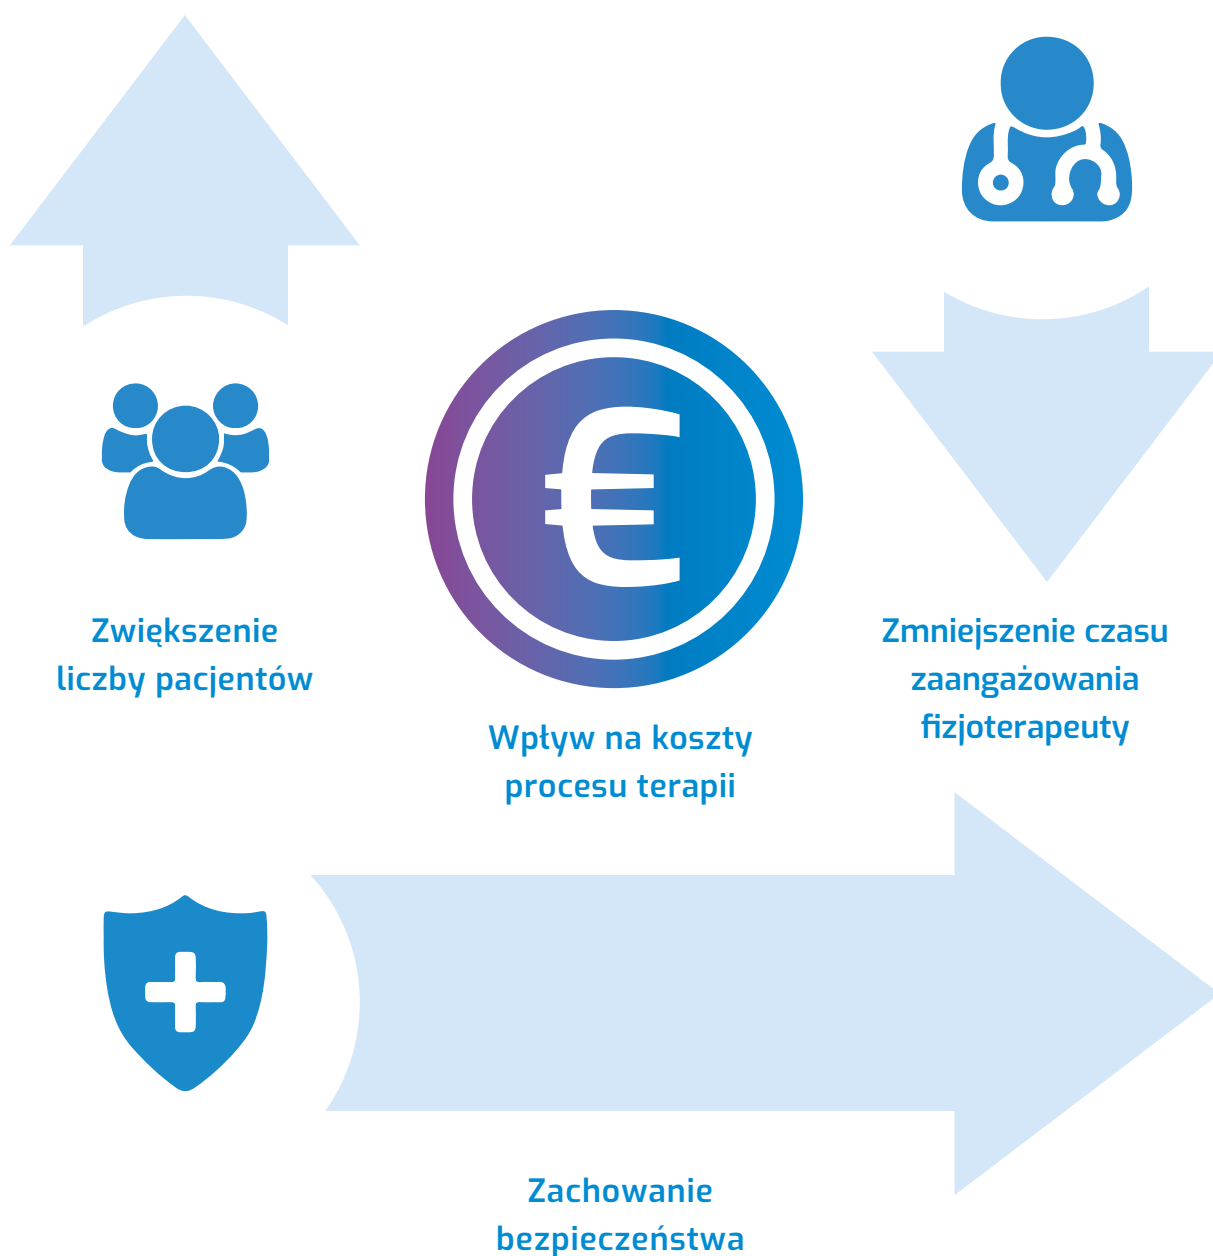 €
Zwiększenie
liczby pacjentów
Wpływ na koszty
procesu terapii
Zmniejszenie czasu
zaangażowania
fizjoterapeuty
Zachowanie
bezpieczeństwa